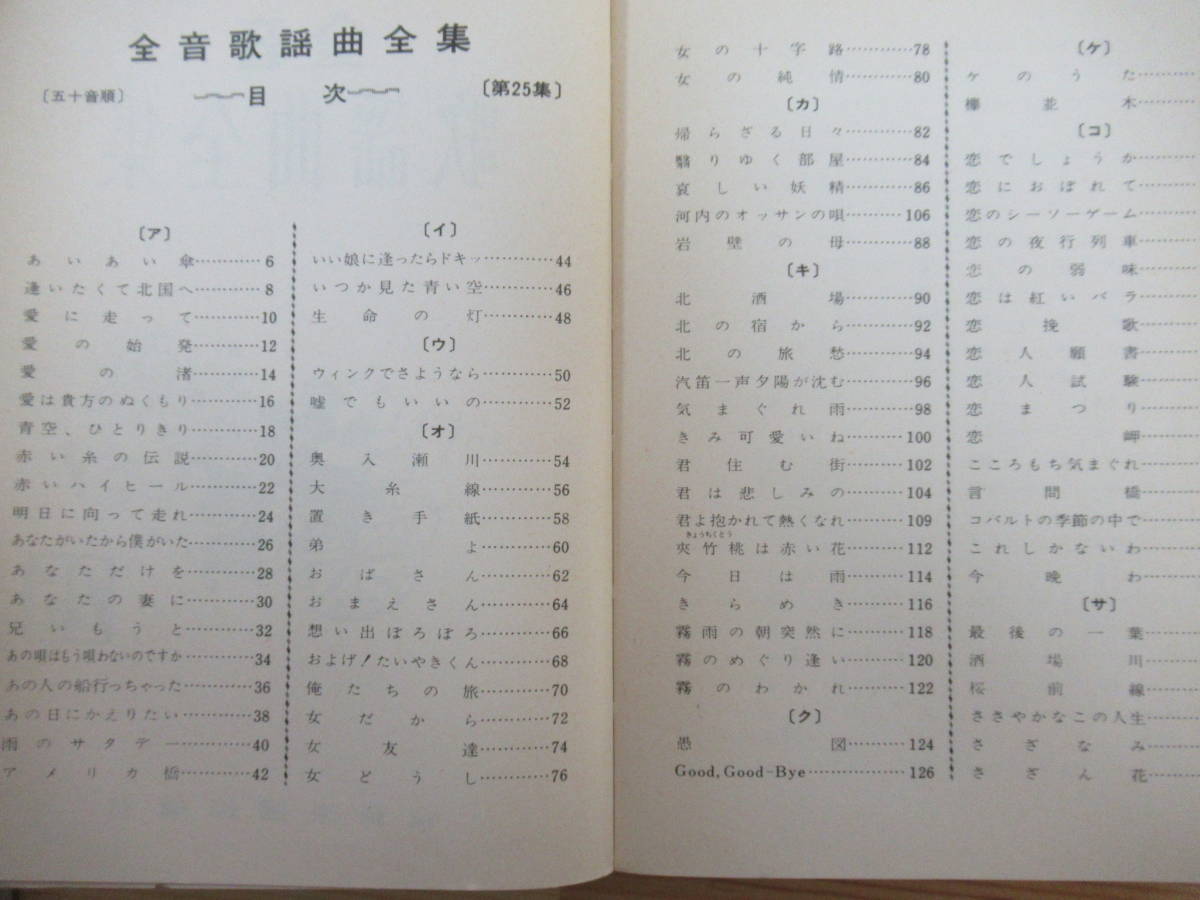 全音歌謡曲全集
〔五十音順〕 目次 〔第25集〕
〔ア〕
あいあい傘…………6
逢いたくて北国へ…………8
愛に走って…………10
愛の始発…………12
愛の渚…………14
愛は貴方のぬくもり…………16
青空、ひとりきり…………18
赤い糸の伝説…………20
赤いハイヒール…………22
明日に向って走れ…………24
あなたがいたから僕がいた…………26
あなただけを…………28
あなたの妻に…………30
兄いもうと…………32
あの唄はもう唄わないのですか…………34
あの人の船行っちゃった…………36
あの日にかえりたい…………38
雨のサタデー…………40
アメリカ橋…………42
〔イ〕
いい娘に逢ったらドキッ…………44
いつか見た青い空…………46
生命の灯…………48
〔ウ〕
ウィンクでさようなら…………50
嘘でもいいの…………52
〔オ〕
奥入瀬川…………54
大糸線…………56
置き手紙…………58
弟よ…………60
おばさん…………62
おまえさん…………64
想い出ぼろぼろ…………66
およげ!たいやきくん…………68
俺たちの旅…………70
女だから…………72
女友達…………74
女どうし…………76
女の十字路…………78
女の純情…………80
〔カ〕
帰らざる日々…………82
翳りゆく部屋…………84
哀しい妖精…………86
河内のオッサンの唄…………106
岩壁の母…………88
〔キ〕
北酒場…………90
北の宿から…………92
北の旅愁…………94
汽笛一声夕陽が沈む…………96
気まぐれ雨…………98
きみ可愛いね…………100
君住む街…………102
君は悲しみの…………104
君よ抱かれて熱くなれ…………109
きょうちくとう
夾竹桃は赤い花…………112
今日は雨…………114
きらめき…………116
霧雨の朝突然に…………118
霧のめぐり逢い…………120
霧のわかれ…………122
〔ク〕
愚図…………124
Good, Good-Bye…………126
〔ケ〕
ケのうた…………
欅並木…………
〔コ〕
恋でしょうか…………
恋におぼれて…………
恋のシーソーゲーム…………
恋の夜行列車…………
恋の弱味…………
恋は紅いバラ…………
恋挽歌…………
恋人願書…………
恋人試験…………
恋まつり…………
恋岬…………
こころもち気まぐれ…………
言問橋…………
コバルトの季節の中で…………
これしかないわ…………
今晩わ…………
〔サ〕
最後の一葉…………
酒場川…………
桜前線…………
ささやかなこの人生…………
さざなみ…………
さざん花…………